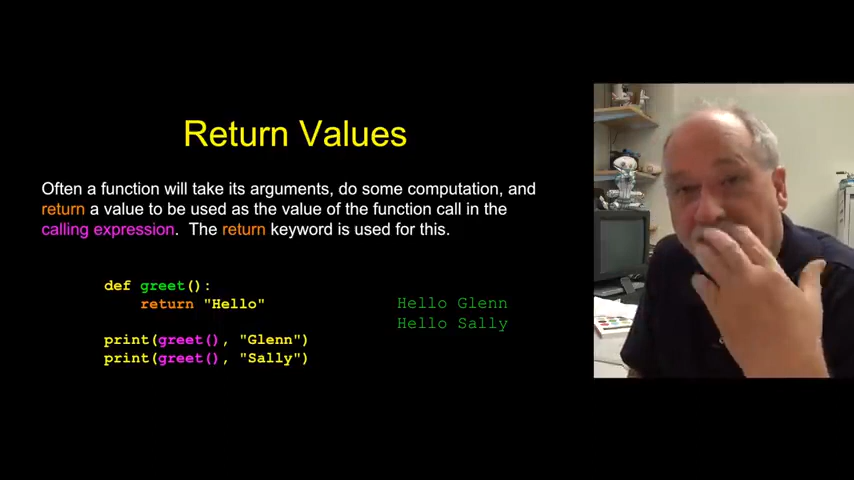 Return Values
Often a function will take its arguments, do some computation, and
return a value to be used as the value of the function call in the
calling expression.  The return keyword is used for this.
def greet():
    return "Hello"
print(greet(), "Glenn")
print(greet(), "Sally")
Hello Glenn
Hello Sally